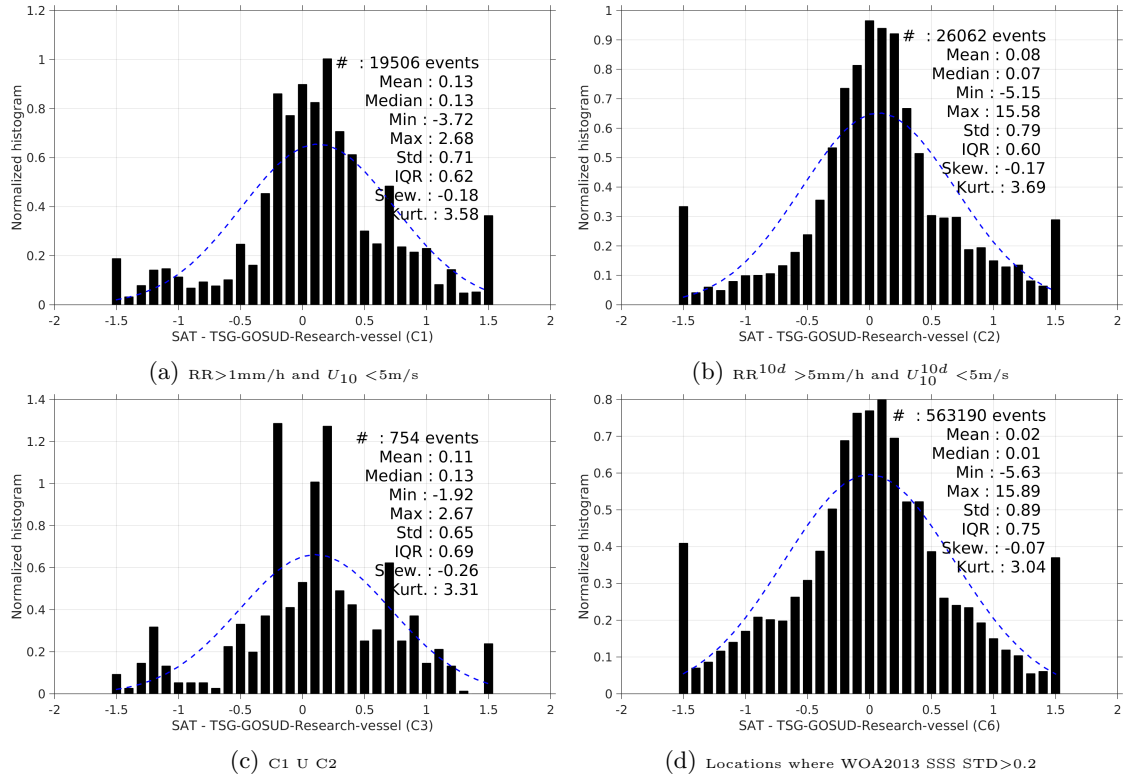 1.2
1
0.8
0.6
0.4
0.2
0
Normalized histogram
# : 19506 events
Mean : 0.13
Median : 0.13
Min : -3.72
Max : 2.68
Std : 0.71
IQR : 0.62
Skew. : -0.18
Kurt. : 3.58
-2 -1.5 -1 -0.5 0 0.5 1 1.5 2
SAT - TSG-GOSUD-Research-vessel (C1)
(a) RR>1mm/h and U10 <5m/s
1
0.9
0.8
0.7
0.6
0.5
0.4
0.3
0.2
0.1
0
Normalized histogram
# : 26062 events
Mean : 0.08
Median : 0.07
Min : -5.15
Max : 15.58
Std : 0.79
IQR : 0.60
Skew. : -0.17
Kurt. : 3.69
-2 -1.5 -1 -0.5 0 0.5 1 1.5 2
SAT - TSG-GOSUD-Research-vessel (C2)
(b) RR^10d >5mm/h and U10^10d <5m/s
1.4
1.2
1
0.8
0.6
0.4
0.2
0
Normalized histogram
# : 754 events
Mean : 0.11
Median : 0.13
Min : -1.92
Max : 2.67
Std : 0.65
IQR : 0.69
Skew. : -0.26
Kurt. : 3.31
-2 -1.5 -1 -0.5 0 0.5 1 1.5 2
SAT - TSG-GOSUD-Research-vessel (C3)
(c) C1 U C2
0.8
0.7
0.6
0.5
0.4
0.3
0.2
0.1
0
Normalized histogram
# : 563190 events
Mean : 0.02
Median : 0.01
Min : -5.63
Max : 15.89
Std : 0.89
IQR : 0.75
Skew. : -0.07
Kurt. : 3.04
-2 -1.5 -1 -0.5 0 0.5 1 1.5 2
SAT - TSG-GOSUD-Research-vessel (C6)
(d) Locations where WOA2013 SSS STD>0.2